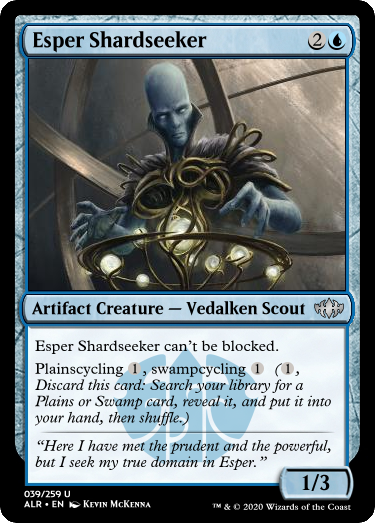 Esper Shardseeker 2
Artifact Creature — Vedalken Scout
Esper Shardseeker can't be blocked.
Plainscycling 1, swampcycling 1 (1,
Discard this card: Search your library for a
Plains or Swamp card, reveal it, and put it into
your hand, then shuffle.)
“Here I have met the prudent and the powerful,
but I seek my true domain in Esper.”
1/3
039/259 U
ALR • EN Kevin McKenna
™ & © 2020 Wizards of the Coast